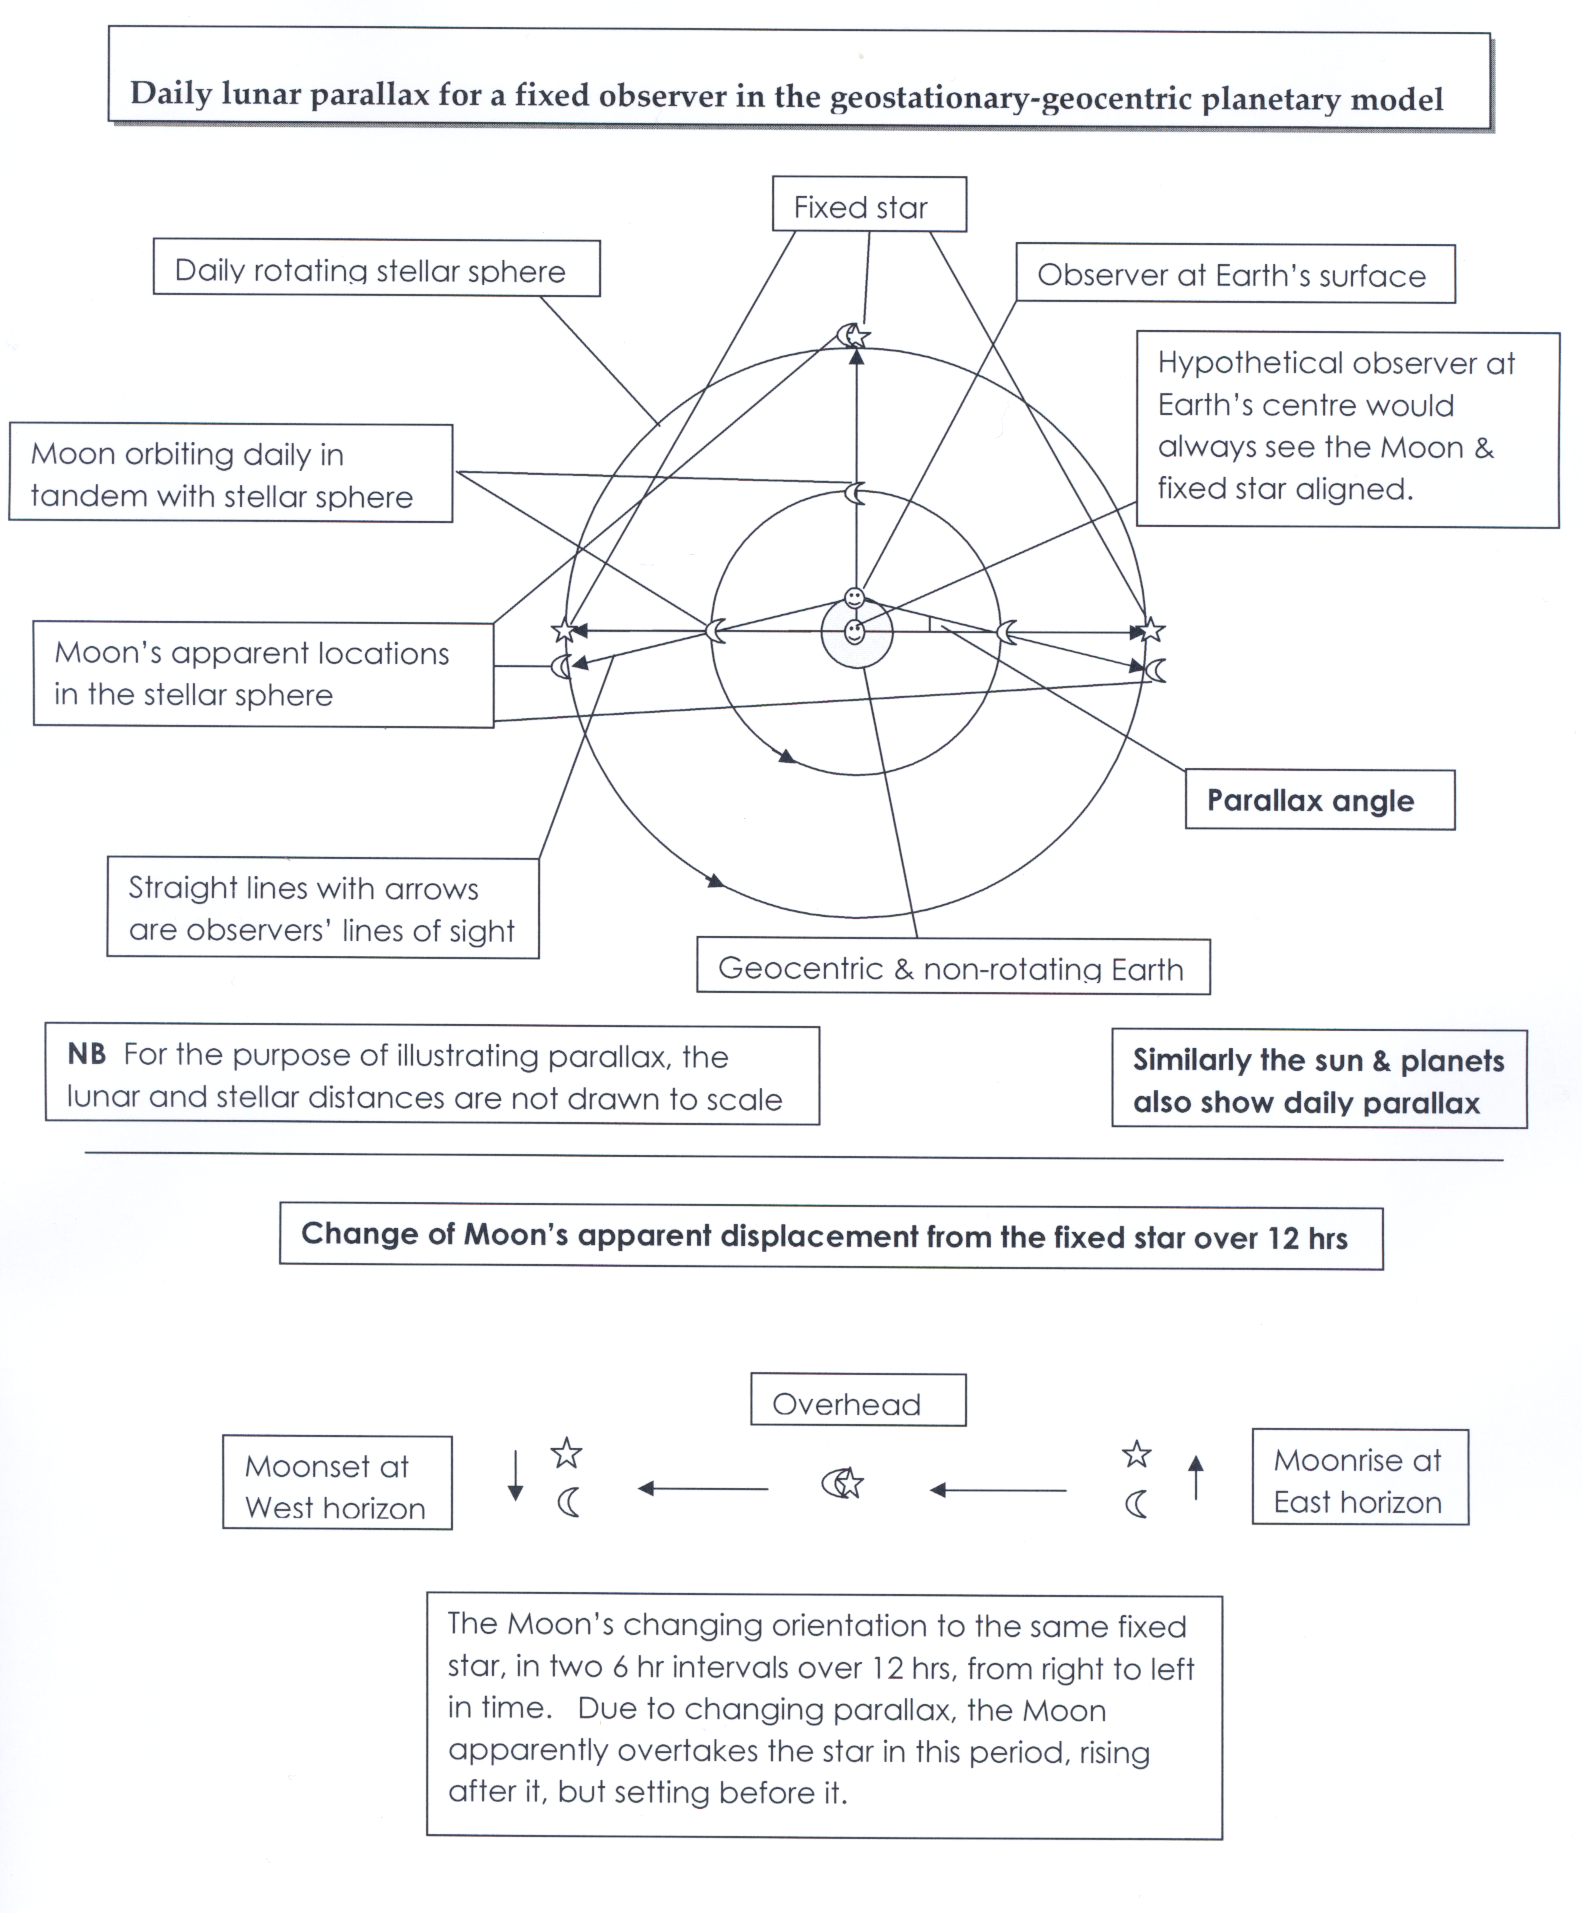 Daily lunar parallax for a fixed observer in the geostationary-geocentric planetary model
Fixed star
Daily rotating stellar sphere
Observer at Earth's surface
Hypothetical observer at
Earth's centre would
always see the Moon &
fixed star aligned.
Moon orbiting daily in
tandem with stellar sphere
Moon's apparent locations
in the stellar sphere
Parallax angle
Straight lines with arrows
are observers' lines of sight
Geocentric & non-rotating Earth
NB For the purpose of illustrating parallax, the
lunar and stellar distances are not drawn to scale
Similarly the sun & planets
also show daily parallax
Change of Moon's apparent displacement from the fixed star over 12 hrs
Overhead
Moonset at
West horizon
Moonrise at
East horizon
The Moon's changing orientation to the same fixed
star, in two 6 hr intervals over 12 hrs, from right to left
in time. Due to changing parallax, the Moon
apparently overtakes the star in this period, rising
after it, but setting before it.